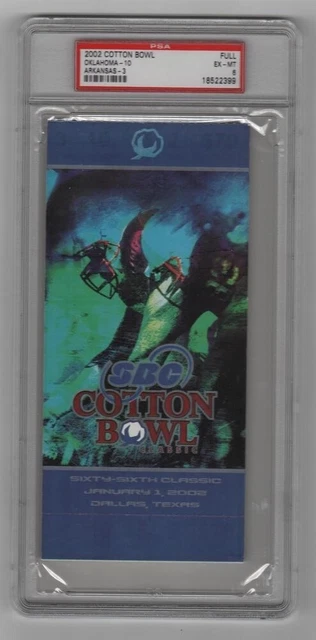 PSA
2002 COTTON BOWL FULL
OKLAHOMA-10 EX-MT
ARKANSAS-3 6
18522399
SBC
COTTON
BOWL
CLASSIC
SIXTY-SIXTH CLASSIC
JANUARY 1, 2002
DALLAS, TEXAS